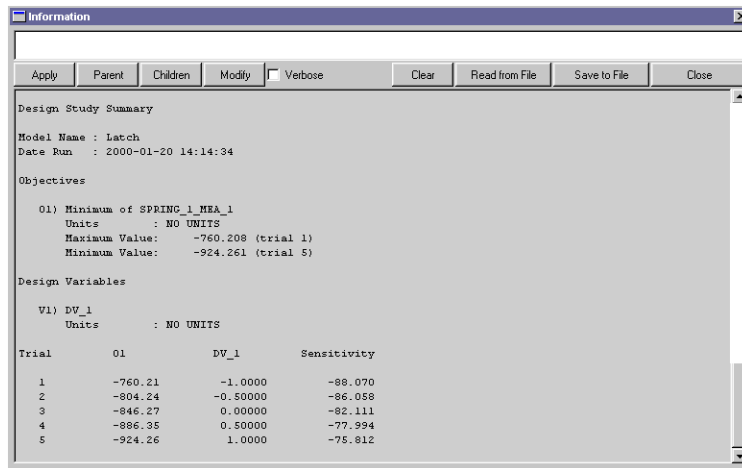 Information
Apply Parent Children Modify Verbose Clear Read from File Save to File Close
Design Study Summary
Model Name : Latch
Date Run : 2000-01-20 14:14:34
Objectives
O1) Minimum of SPRING_1_MEA_1
Units : NO UNITS
Maximum Value: -760.208 (trial 1)
Minimum Value: -924.261 (trial 5)
Design Variables
V1) DV_1
Units : NO UNITS
Trial O1 DV_1 Sensitivity
1 -760.21 -1.0000 -88.070
2 -804.24 -0.50000 -86.058
3 -846.27 0.00000 -82.111
4 -886.35 0.50000 -77.994
5 -924.26 1.0000 -75.812